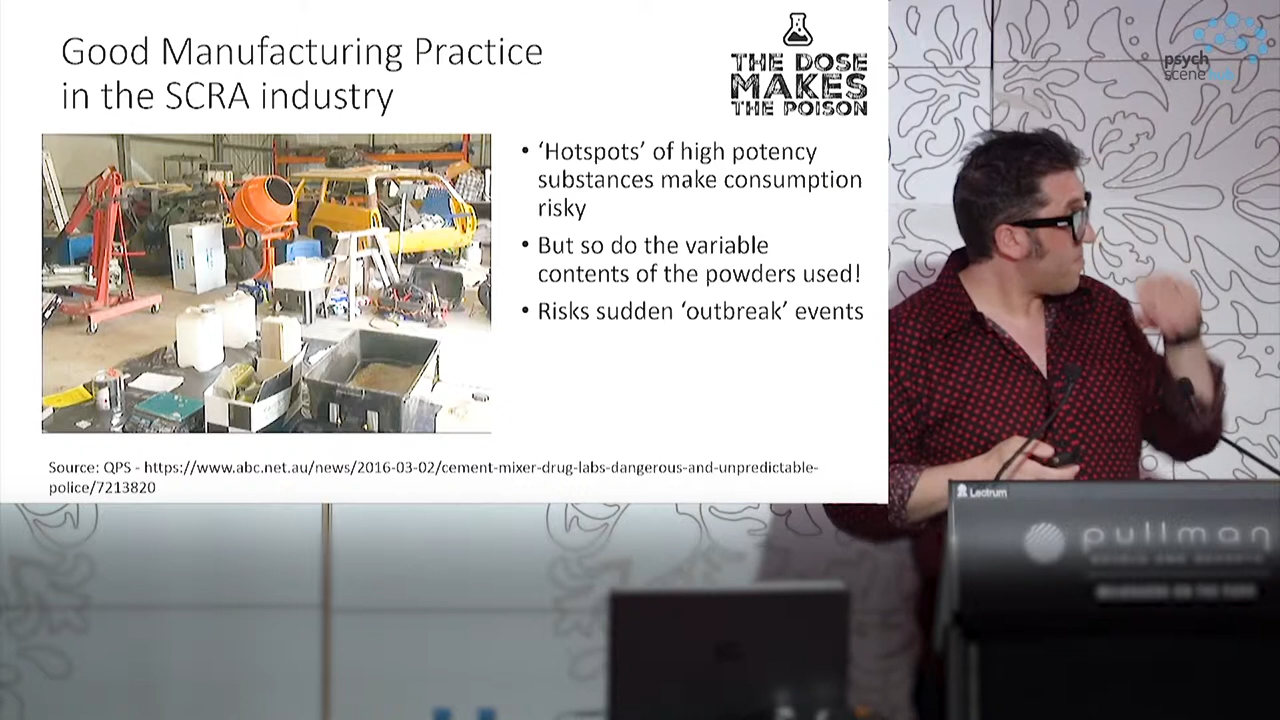 Good Manufacturing Practice
in the SCRA industry
THE DOSE
MAKES
THE POISON
• ‘Hotspots’ of high potency
substances make consumption
risky
• But so do the variable
contents of the powders used!
• Risks sudden ‘outbreak’ events
Source: QPS - https://www.abc.net.au/news/2016-03-02/cement-mixer-drug-labs-dangerous-and-unpredictable-
police/7213820
psych
scene hub
Lectrum
pullman